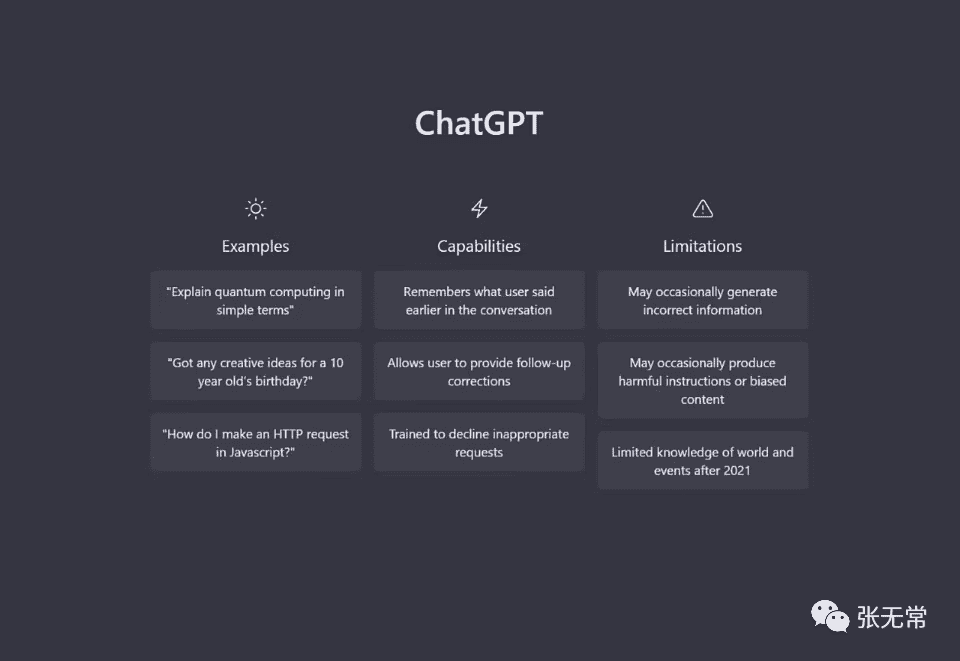 ChatGPT
Examples
"Explain quantum computing in
simple terms"
"Got any creative ideas for a 10
year old's birthday?"
"How do I make an HTTP request
in Javascript?"
Capabilities
Remembers what user said
earlier in the conversation
Allows user to provide follow-up
corrections
Trained to decline inappropriate
requests
Limitations
May occasionally generate
incorrect information
May occasionally produce
harmful instructions or biased
content
Limited knowledge of world and
events after 2021
张无常